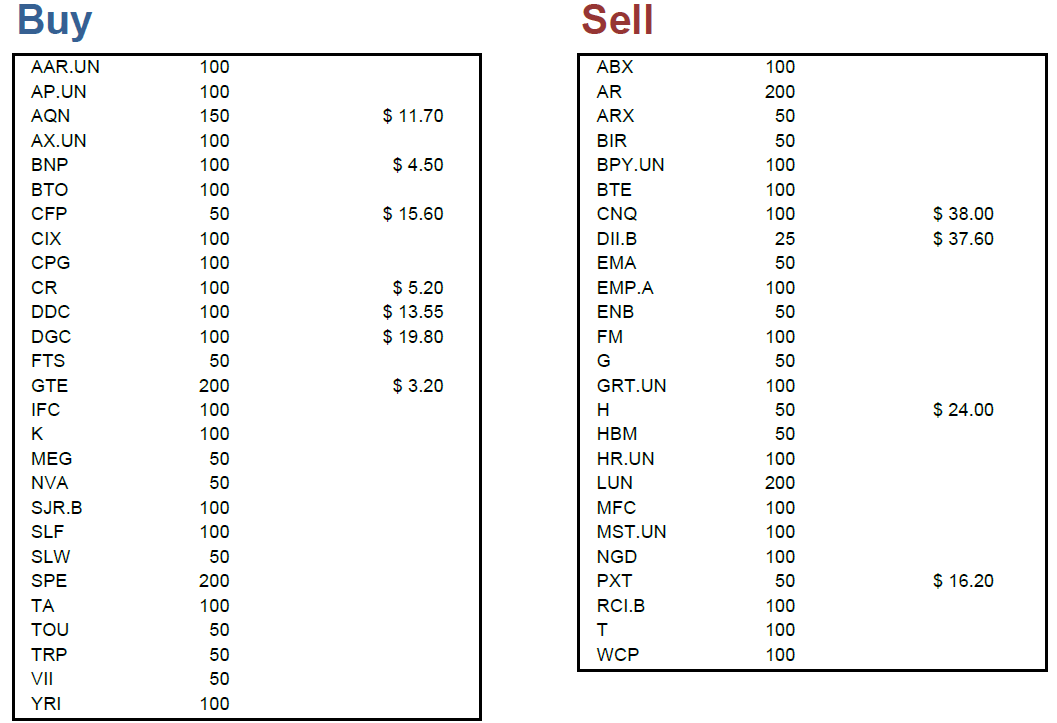 Buy
AAR.UN 100
AP.UN 100
AQN 150 $ 11.70
AX.UN 100
BNP 100 $ 4.50
BTO 100
CFP 50 $ 15.60
CIX 100
CPG 100
CR 100 $ 5.20
DDC 100 $ 13.55
DGC 100 $ 19.80
FTS 50
GTE 200 $ 3.20
IFC 100
K 100
MEG 50
NVA 50
SJR.B 100
SLF 100
SLW 50
SPE 200
TA 100
TOU 50
TRP 50
VII 50
YRI 100
Sell
ABX 100
AR 200
ARX 50
BIR 50
BPY.UN 100
BTE 100
CNQ 100 $ 38.00
DII.B 25 $ 37.60
EMA 50
EMP.A 100
ENB 50
FM 100
G 50
GRT.UN 100
H 50 $ 24.00
HBM 50
HR.UN 100
LUN 200
MFC 100
MST.UN 100
NGD 100
PXT 50 $ 16.20
RCI.B 100
T 100
WCP 100